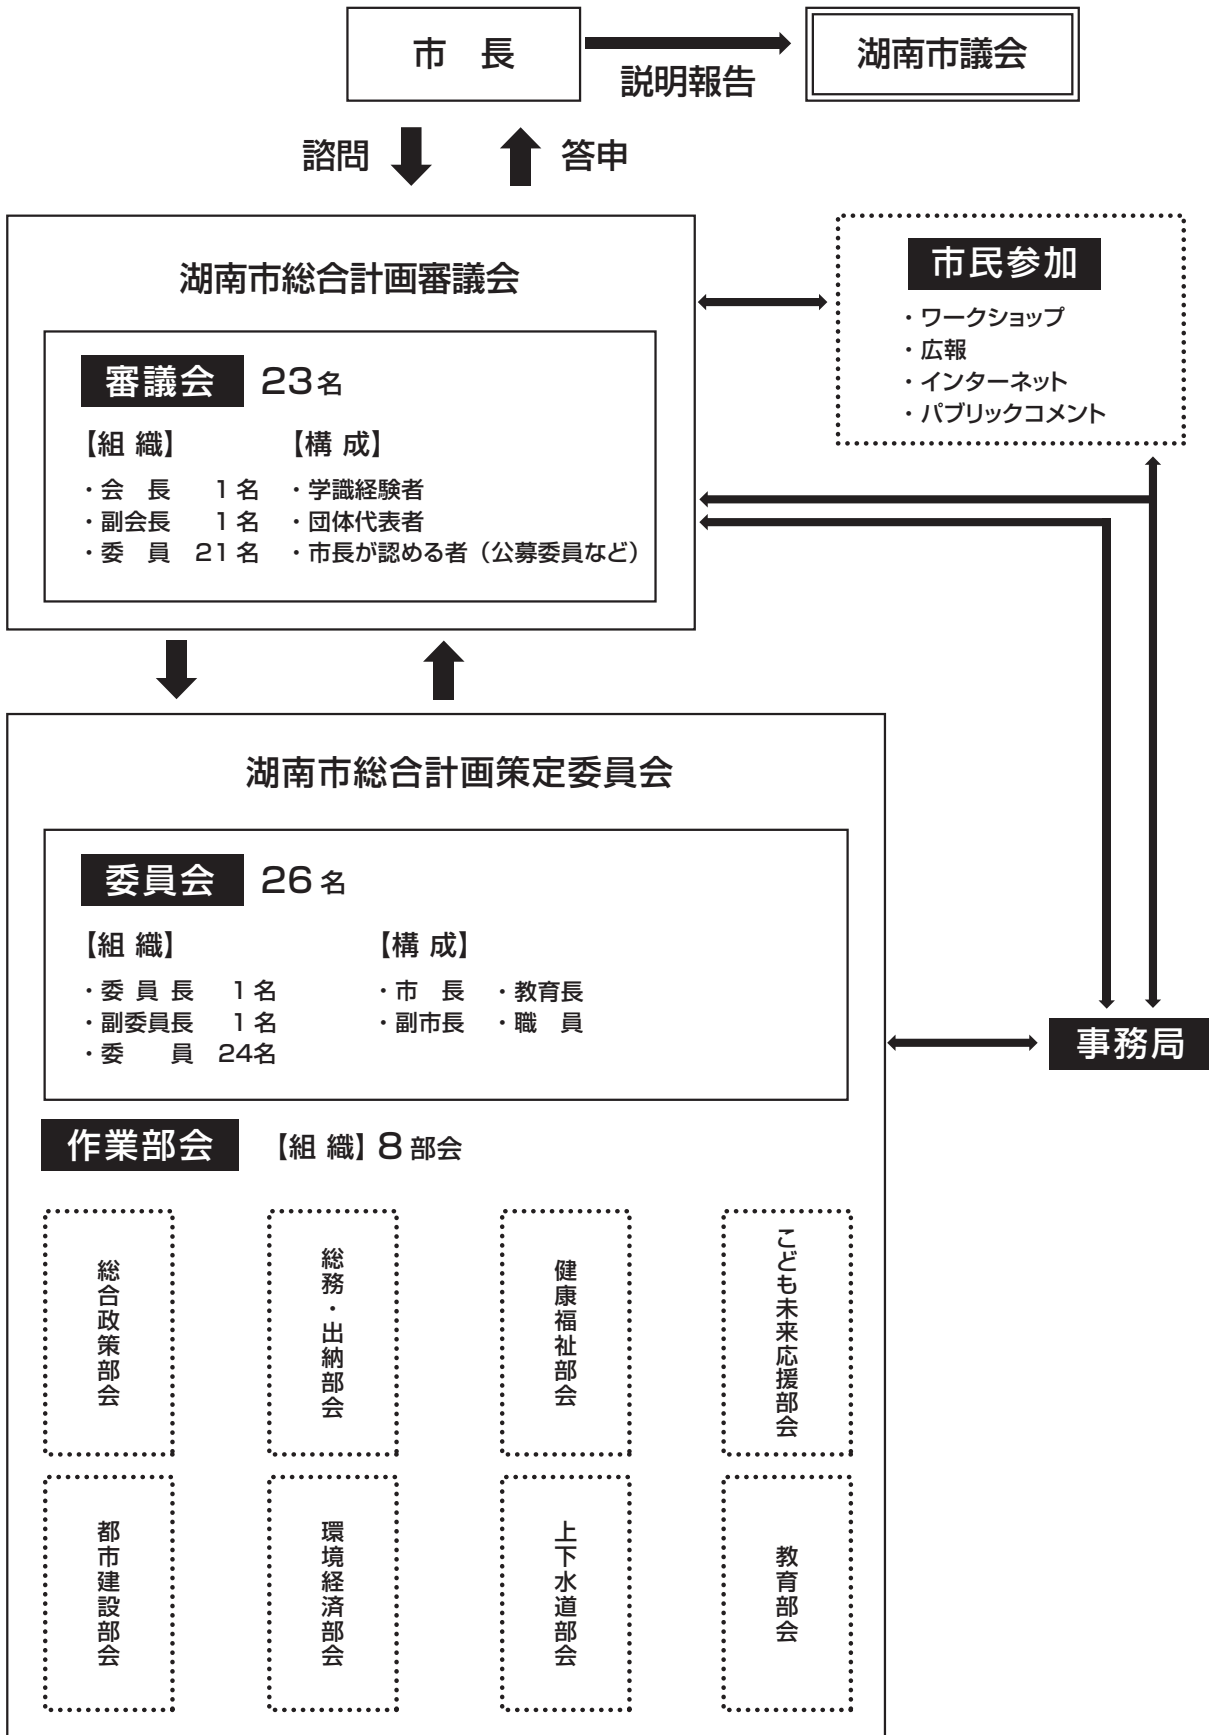 市　長
湖南市議会
説明報告
諮問
答申
湖南市総合計画審議会
市民参加
・ワークショップ
・広報
・インターネット
・パブリックコメント
審議会　23名
【組 織】　【構 成】
・会　長　1名　・学識経験者
・副会長　1名　・団体代表者
・委　員　21名　・市長が認める者（公募委員など）
湖南市総合計画策定委員会
委員会　26名
【組 織】　【構 成】
・委 員 長　1名　・市　長　・教育長
・副委員長　1名　・副市長　・職　員
・委　　員　24名
事務局
作業部会　【組 織】8部会
総合政策部会
総務・出納部会
健康福祉部会
こども未来応援部会
都市建設部会
環境経済部会
上下水道部会
教育部会